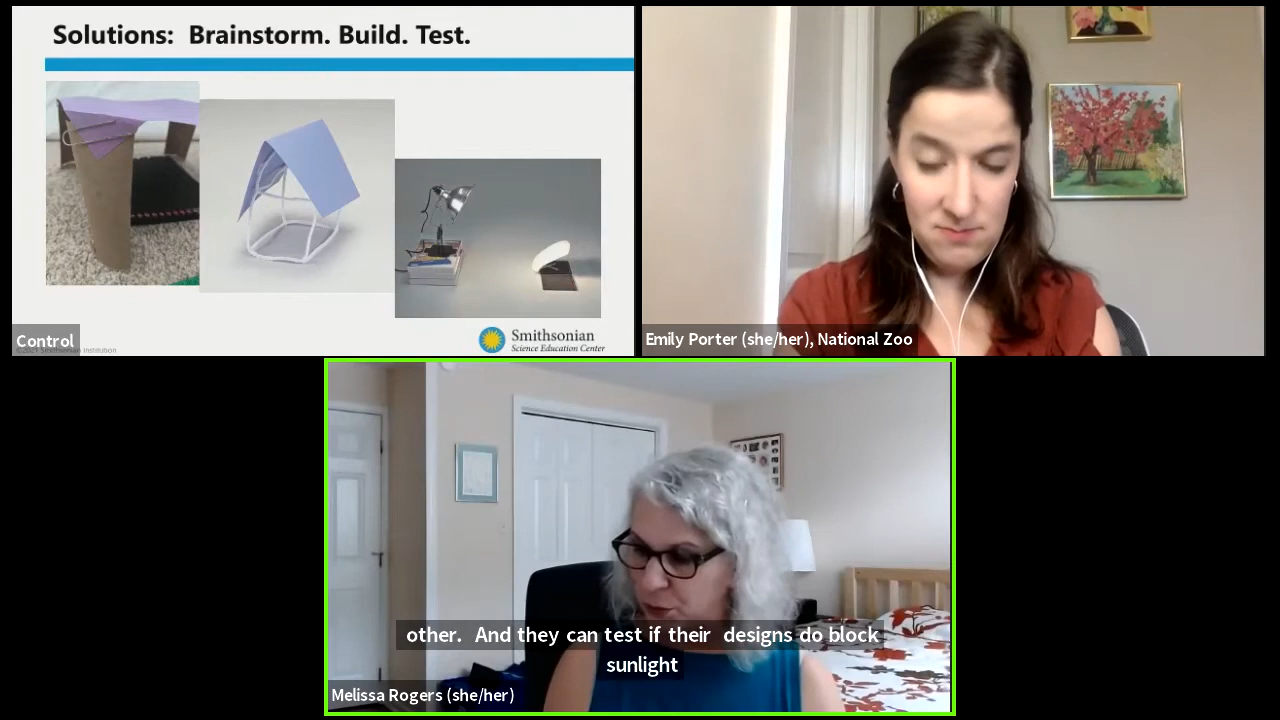 Solutions: Brainstorm. Build. Test.
Smithsonian
Science Education Center
Control
Emily Porter (she/her), National Zoo
other. And they can test if their designs do block
sunlight
Melissa Rogers (she/her)